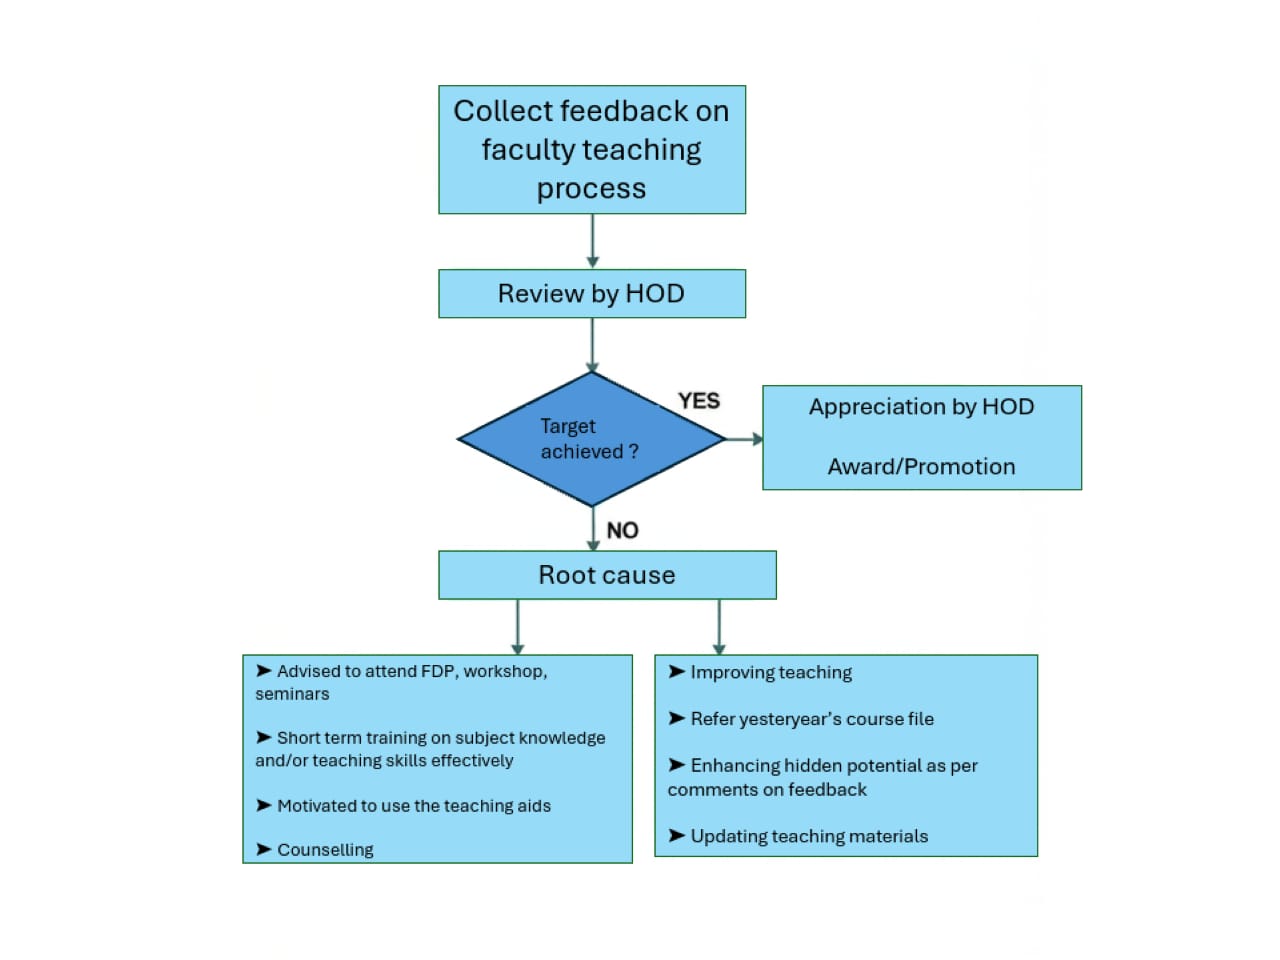 Collect feedback on
faculty teaching
process
Review by HOD
Target
achieved ?
YES
Appreciation by HOD
Award/Promotion
NO
Root cause
➤ Advised to attend FDP, workshop,
seminars
➤ Short term training on subject knowledge
and/or teaching skills effectively
➤ Motivated to use the teaching aids
➤ Counselling
➤ Improving teaching
➤ Refer yesteryear’s course file
➤ Enhancing hidden potential as per
comments on feedback
➤ Updating teaching materials